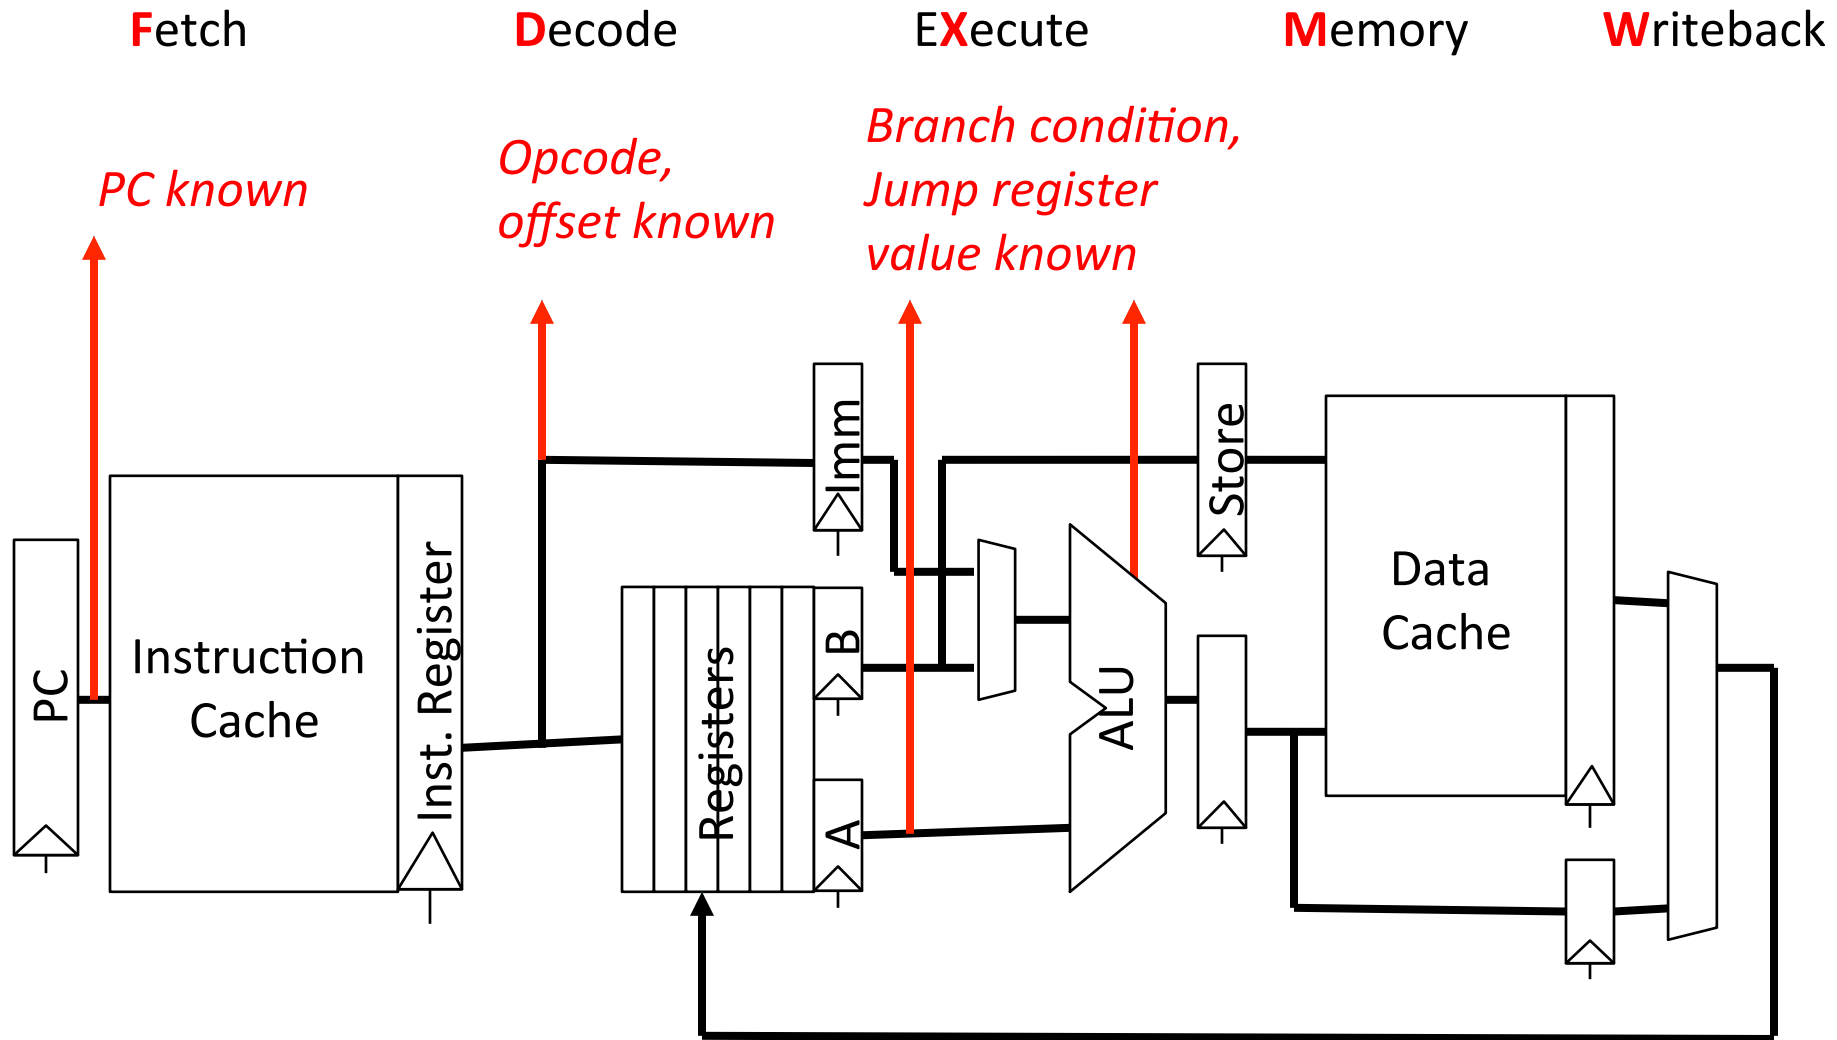 Fetch
Decode
EXecute
Memory
Writeback
PC known
Opcode,
offset known
Branch condition,
Jump register
value known
PC
Instruction
Cache
Inst. Register
Registers
Imm
B
A
ALU
Store
Data
Cache